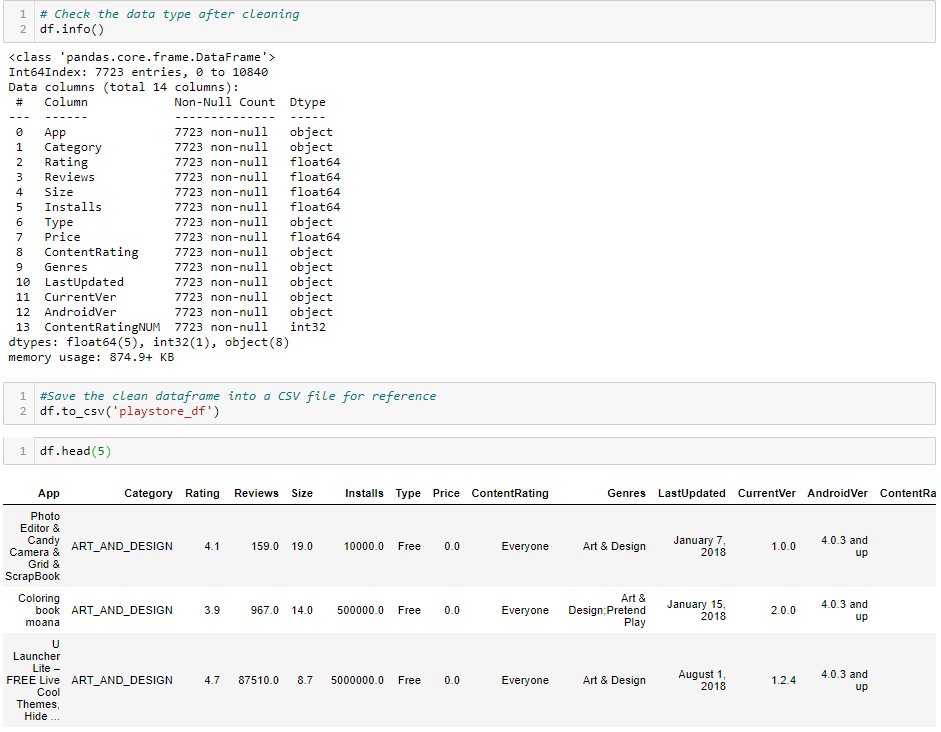 1 # Check the data type after cleaning
2 df.info()
<class 'pandas.core.frame.DataFrame'>
Int64Index: 7723 entries, 0 to 10840
Data columns (total 14 columns):
# Column Non-Null Count Dtype
--- ------ -------------- -----
0 App 7723 non-null object
1 Category 7723 non-null object
2 Rating 7723 non-null float64
3 Reviews 7723 non-null float64
4 Size 7723 non-null float64
5 Installs 7723 non-null float64
6 Type 7723 non-null object
7 Price 7723 non-null float64
8 ContentRating 7723 non-null object
9 Genres 7723 non-null object
10 LastUpdated 7723 non-null object
11 CurrentVer 7723 non-null object
12 AndroidVer 7723 non-null object
13 ContentRatingNUM 7723 non-null int32
dtypes: float64(5), int32(1), object(8)
memory usage: 874.9+ KB
1 #Save the clean dataframe into a CSV file for reference
2 df.to_csv('playstore_df')
1 df.head(5)
App Category Rating Reviews Size Installs Type Price ContentRating Genres LastUpdated CurrentVer AndroidVer ContentRa
Photo
Editor &
Candy
Camera &
Grid &
ScrapBook
ART_AND_DESIGN 4.1 159.0 19.0 10000.0 Free 0.0 Everyone Art & Design
January 7,
2018
1.0.0
4.0.3 and
up
Coloring
book
moana
ART_AND_DESIGN 3.9 967.0 14.0 500000.0 Free 0.0 Everyone
Art &
Design;Pretend
Play
January 15,
2018
2.0.0
4.0.3 and
up
U
Launcher
Lite –
FREE Live
Cool
Themes,
Hide ...
ART_AND_DESIGN 4.7 87510.0 8.7 5000000.0 Free 0.0 Everyone Art & Design
August 1,
2018
1.2.4
4.0.3 and
up